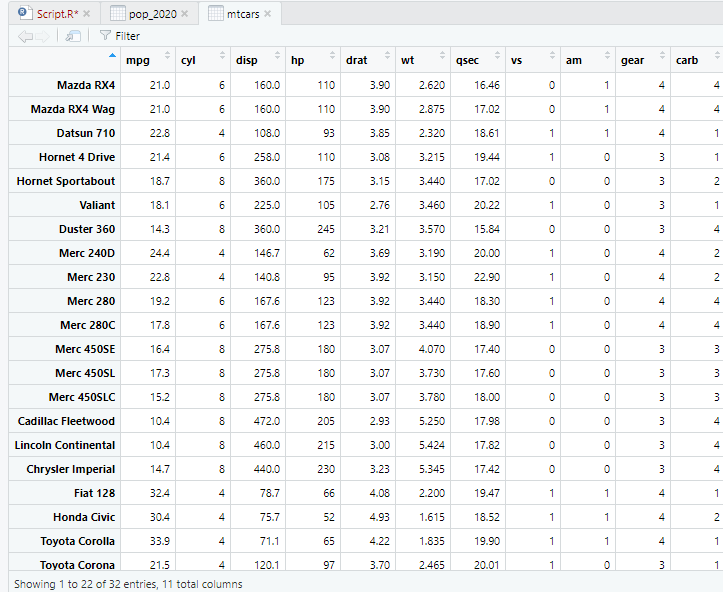 Script.R* pop_2020 mtcars
Filter
mpg cyl disp hp drat wt qsec vs am gear carb
Mazda RX4 21.0 6 160.0 110 3.90 2.620 16.46 0 1 4 4
Mazda RX4 Wag 21.0 6 160.0 110 3.90 2.875 17.02 0 1 4 4
Datsun 710 22.8 4 108.0 93 3.85 2.320 18.61 1 1 4 1
Hornet 4 Drive 21.4 6 258.0 110 3.08 3.215 19.44 1 0 3 1
Hornet Sportabout 18.7 8 360.0 175 3.15 3.440 17.02 0 0 3 2
Valiant 18.1 6 225.0 105 2.76 3.460 20.22 1 0 3 1
Duster 360 14.3 8 360.0 245 3.21 3.570 15.84 0 0 3 4
Merc 240D 24.4 4 146.7 62 3.69 3.190 20.00 1 0 4 2
Merc 230 22.8 4 140.8 95 3.92 3.150 22.90 1 0 4 2
Merc 280 19.2 6 167.6 123 3.92 3.440 18.30 1 0 4 4
Merc 280C 17.8 6 167.6 123 3.92 3.440 18.90 1 0 4 4
Merc 450SE 16.4 8 275.8 180 3.07 4.070 17.40 0 0 3 3
Merc 450SL 17.3 8 275.8 180 3.07 3.730 17.60 0 0 3 3
Merc 450SLC 15.2 8 275.8 180 3.07 3.780 18.00 0 0 3 3
Cadillac Fleetwood 10.4 8 472.0 205 2.93 5.250 17.98 0 0 3 4
Lincoln Continental 10.4 8 460.0 215 3.00 5.424 17.82 0 0 3 4
Chrysler Imperial 14.7 8 440.0 230 3.23 5.345 17.42 0 0 3 4
Fiat 128 32.4 4 78.7 66 4.08 2.200 19.47 1 1 4 1
Honda Civic 30.4 4 75.7 52 4.93 1.615 18.52 1 1 4 2
Toyota Corolla 33.9 4 71.1 65 4.22 1.835 19.90 1 1 4 1
Toyota Corona 21.5 4 120.1 97 3.70 2.465 20.01 1 0 3 1
Showing 1 to 22 of 32 entries, 11 total columns